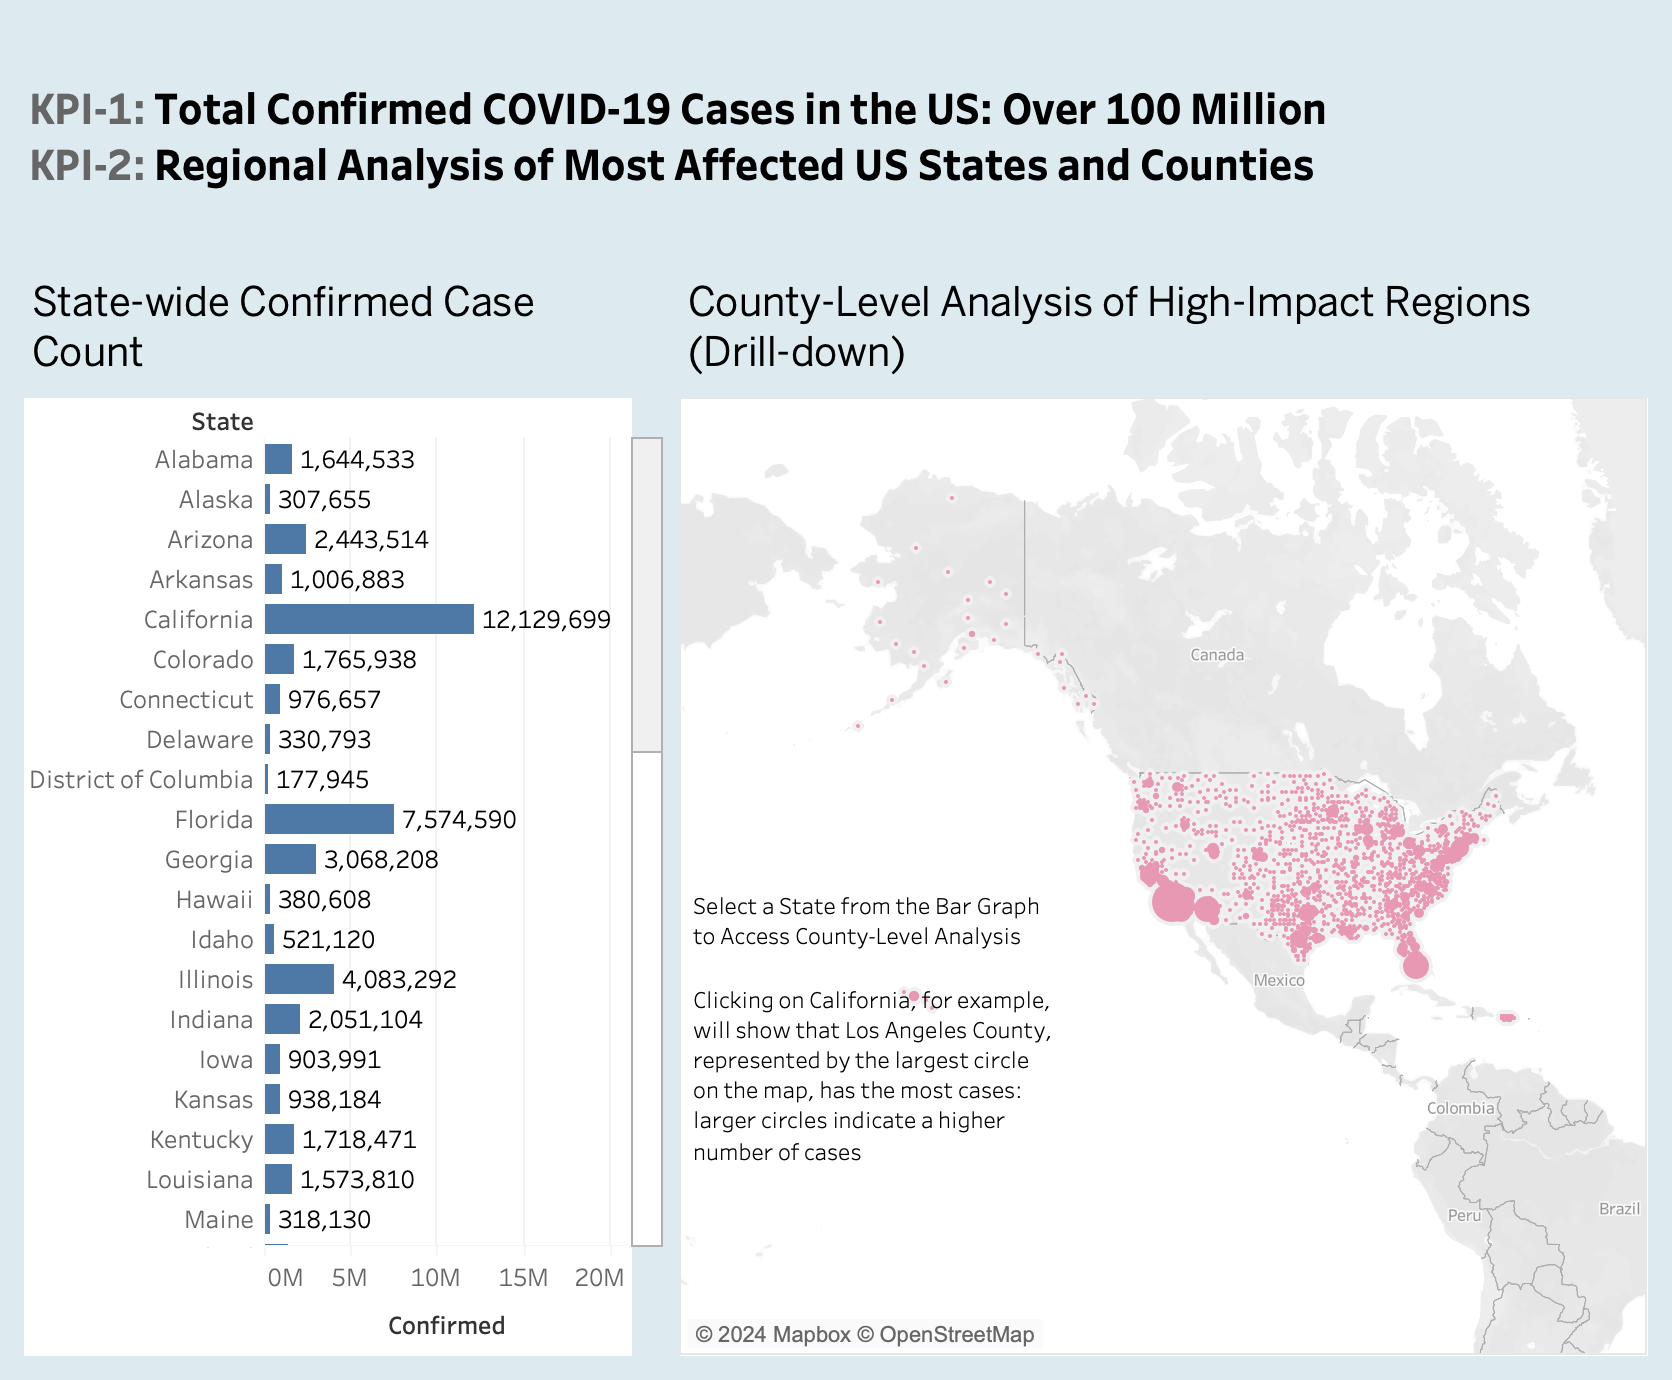 KPI-1: Total Confirmed COVID-19 Cases in the US: Over 100 Million
KPI-2: Regional Analysis of Most Affected US States and Counties
State-wide Confirmed Case
Count
State
Alabama 1,644,533
Alaska 307,655
Arizona 2,443,514
Arkansas 1,006,883
California 12,129,699
Colorado 1,765,938
Connecticut 976,657
Delaware 330,793
District of Columbia 177,945
Florida 7,574,590
Georgia 3,068,208
Hawaii 380,608
Idaho 521,120
Illinois 4,083,292
Indiana 2,051,104
Iowa 903,991
Kansas 938,184
Kentucky 1,718,471
Louisiana 1,573,810
Maine 318,130
0M 5M 10M 15M 20M
Confirmed
County-Level Analysis of High-Impact Regions
(Drill-down)
Canada
Select a State from the Bar Graph
to Access County-Level Analysis
Mexico
Clicking on California, for example,
will show that Los Angeles County,
represented by the largest circle
on the map, has the most cases:
larger circles indicate a higher
number of cases
Colombia
Peru
Brazil
© 2024 Mapbox © OpenStreetMap